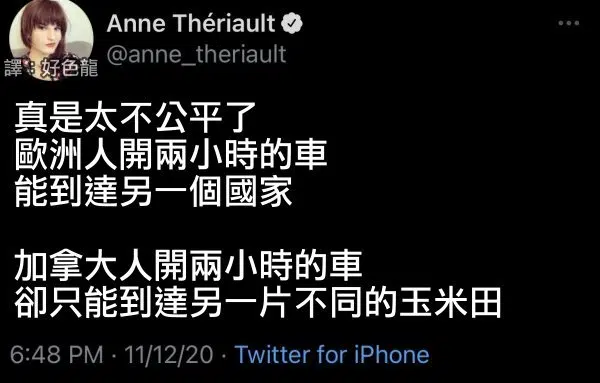 Anne Thériault
@anne_theriault
譯：好色龍
真是太不公平了
歐洲人開兩小時的車
能到達另一個國家
加拿大人開兩小時的車
卻只能到達另一片不同的玉米田
6:48 PM · 11/12/20 · Twitter for iPhone